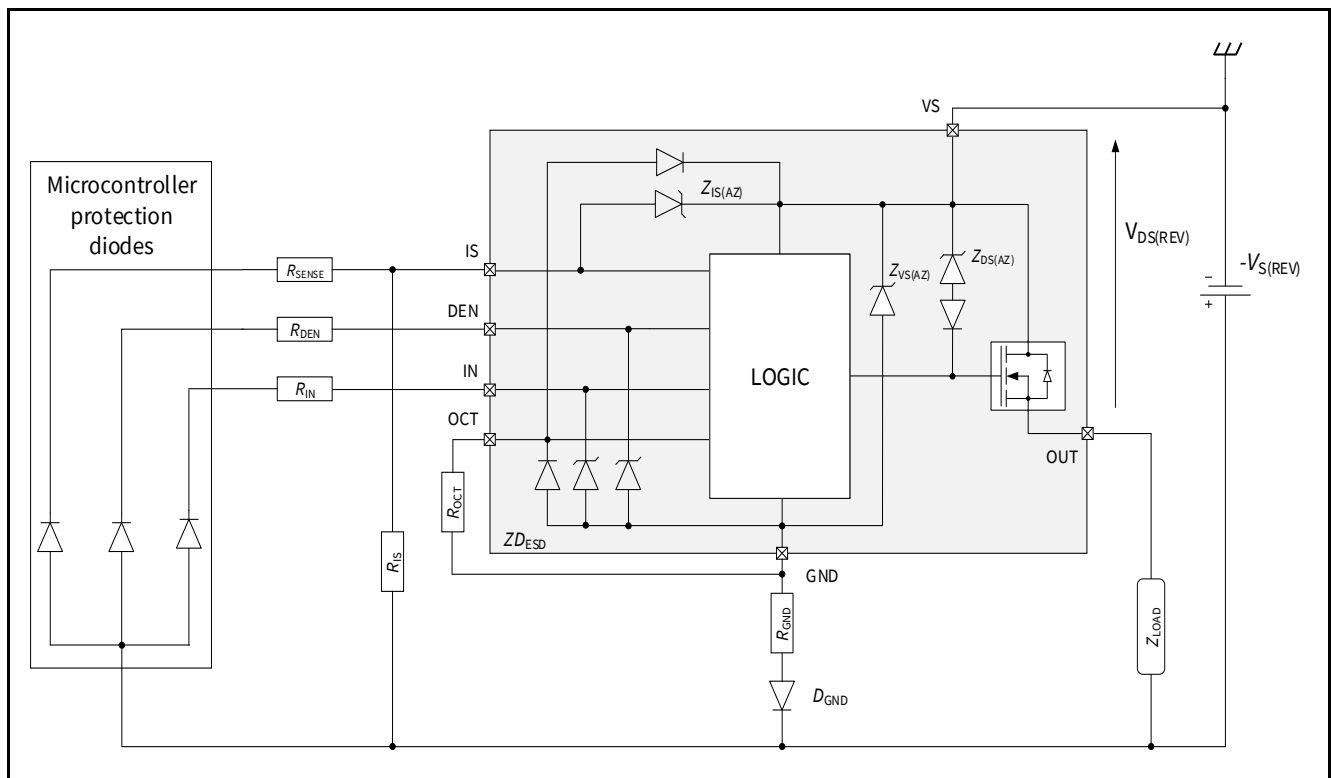 VS
Microcontroller
protection
diodes
Z_IS(AZ)
V_DS(REV)
IS
R_SENSE
Z_DS(AZ)
-V_S(REV)
Z_VS(AZ)
−
+
DEN
R_DEN
LOGIC
IN
R_IN
OCT
OUT
R_OCT
ZD_ESD
R_IS
GND
R_GND
Z_LOAD
D_GND